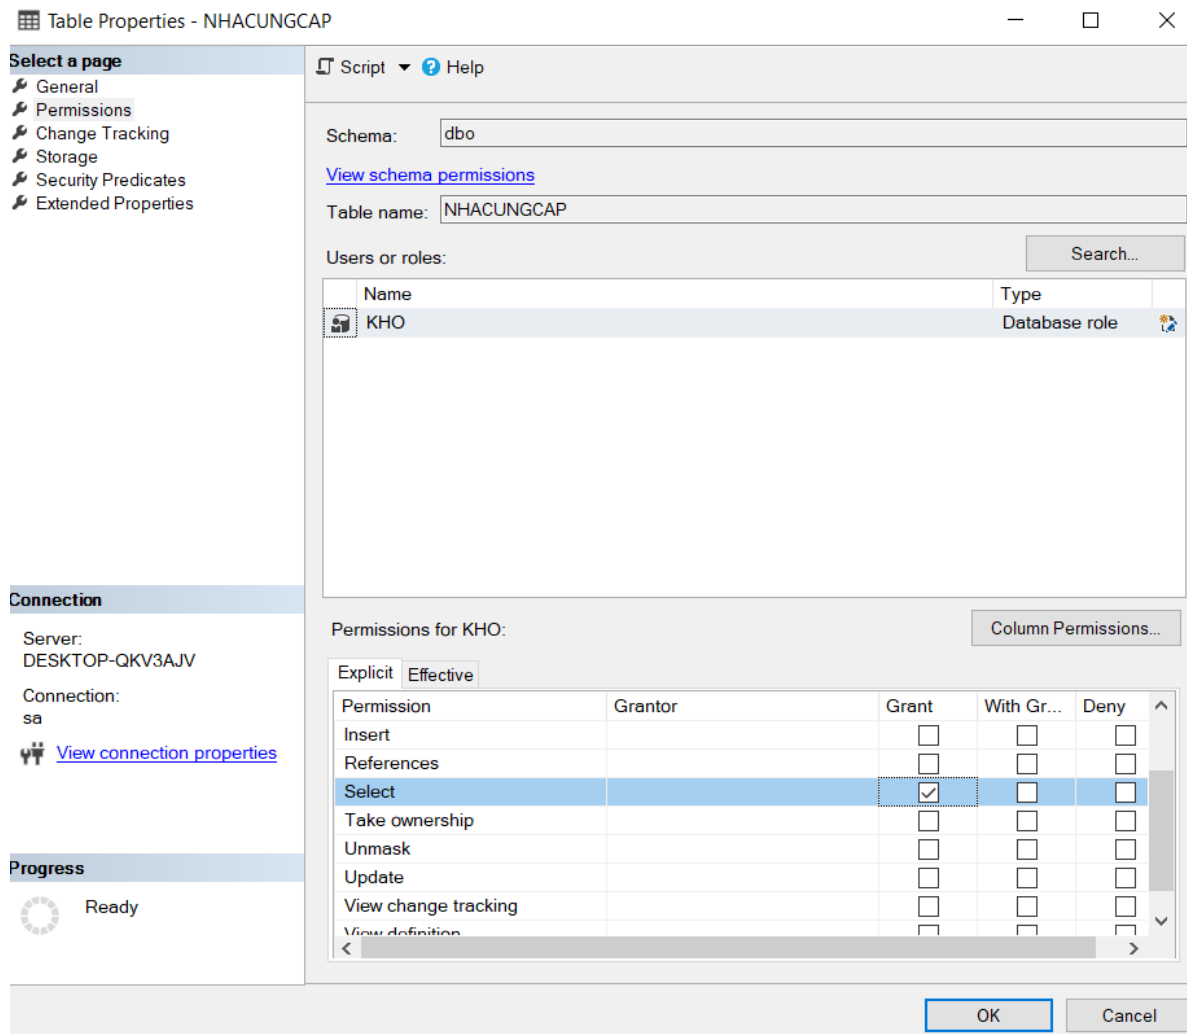 Table Properties - NHACUNGCAP
Select a page
General
Permissions
Change Tracking
Storage
Security Predicates
Extended Properties
Script
Help
Schema: dbo
View schema permissions
Table name: NHACUNGCAP
Users or roles:
Search...
Name Type
KHO Database role
Connection
Server:
DESKTOP-QKV3AJV
Connection:
sa
View connection properties
Progress
Ready
Permissions for KHO:
Column Permissions...
Explicit Effective
Permission Grantor Grant With Gr... Deny
Insert
References
Select
Take ownership
Unmask
Update
View change tracking
View definition
OK Cancel